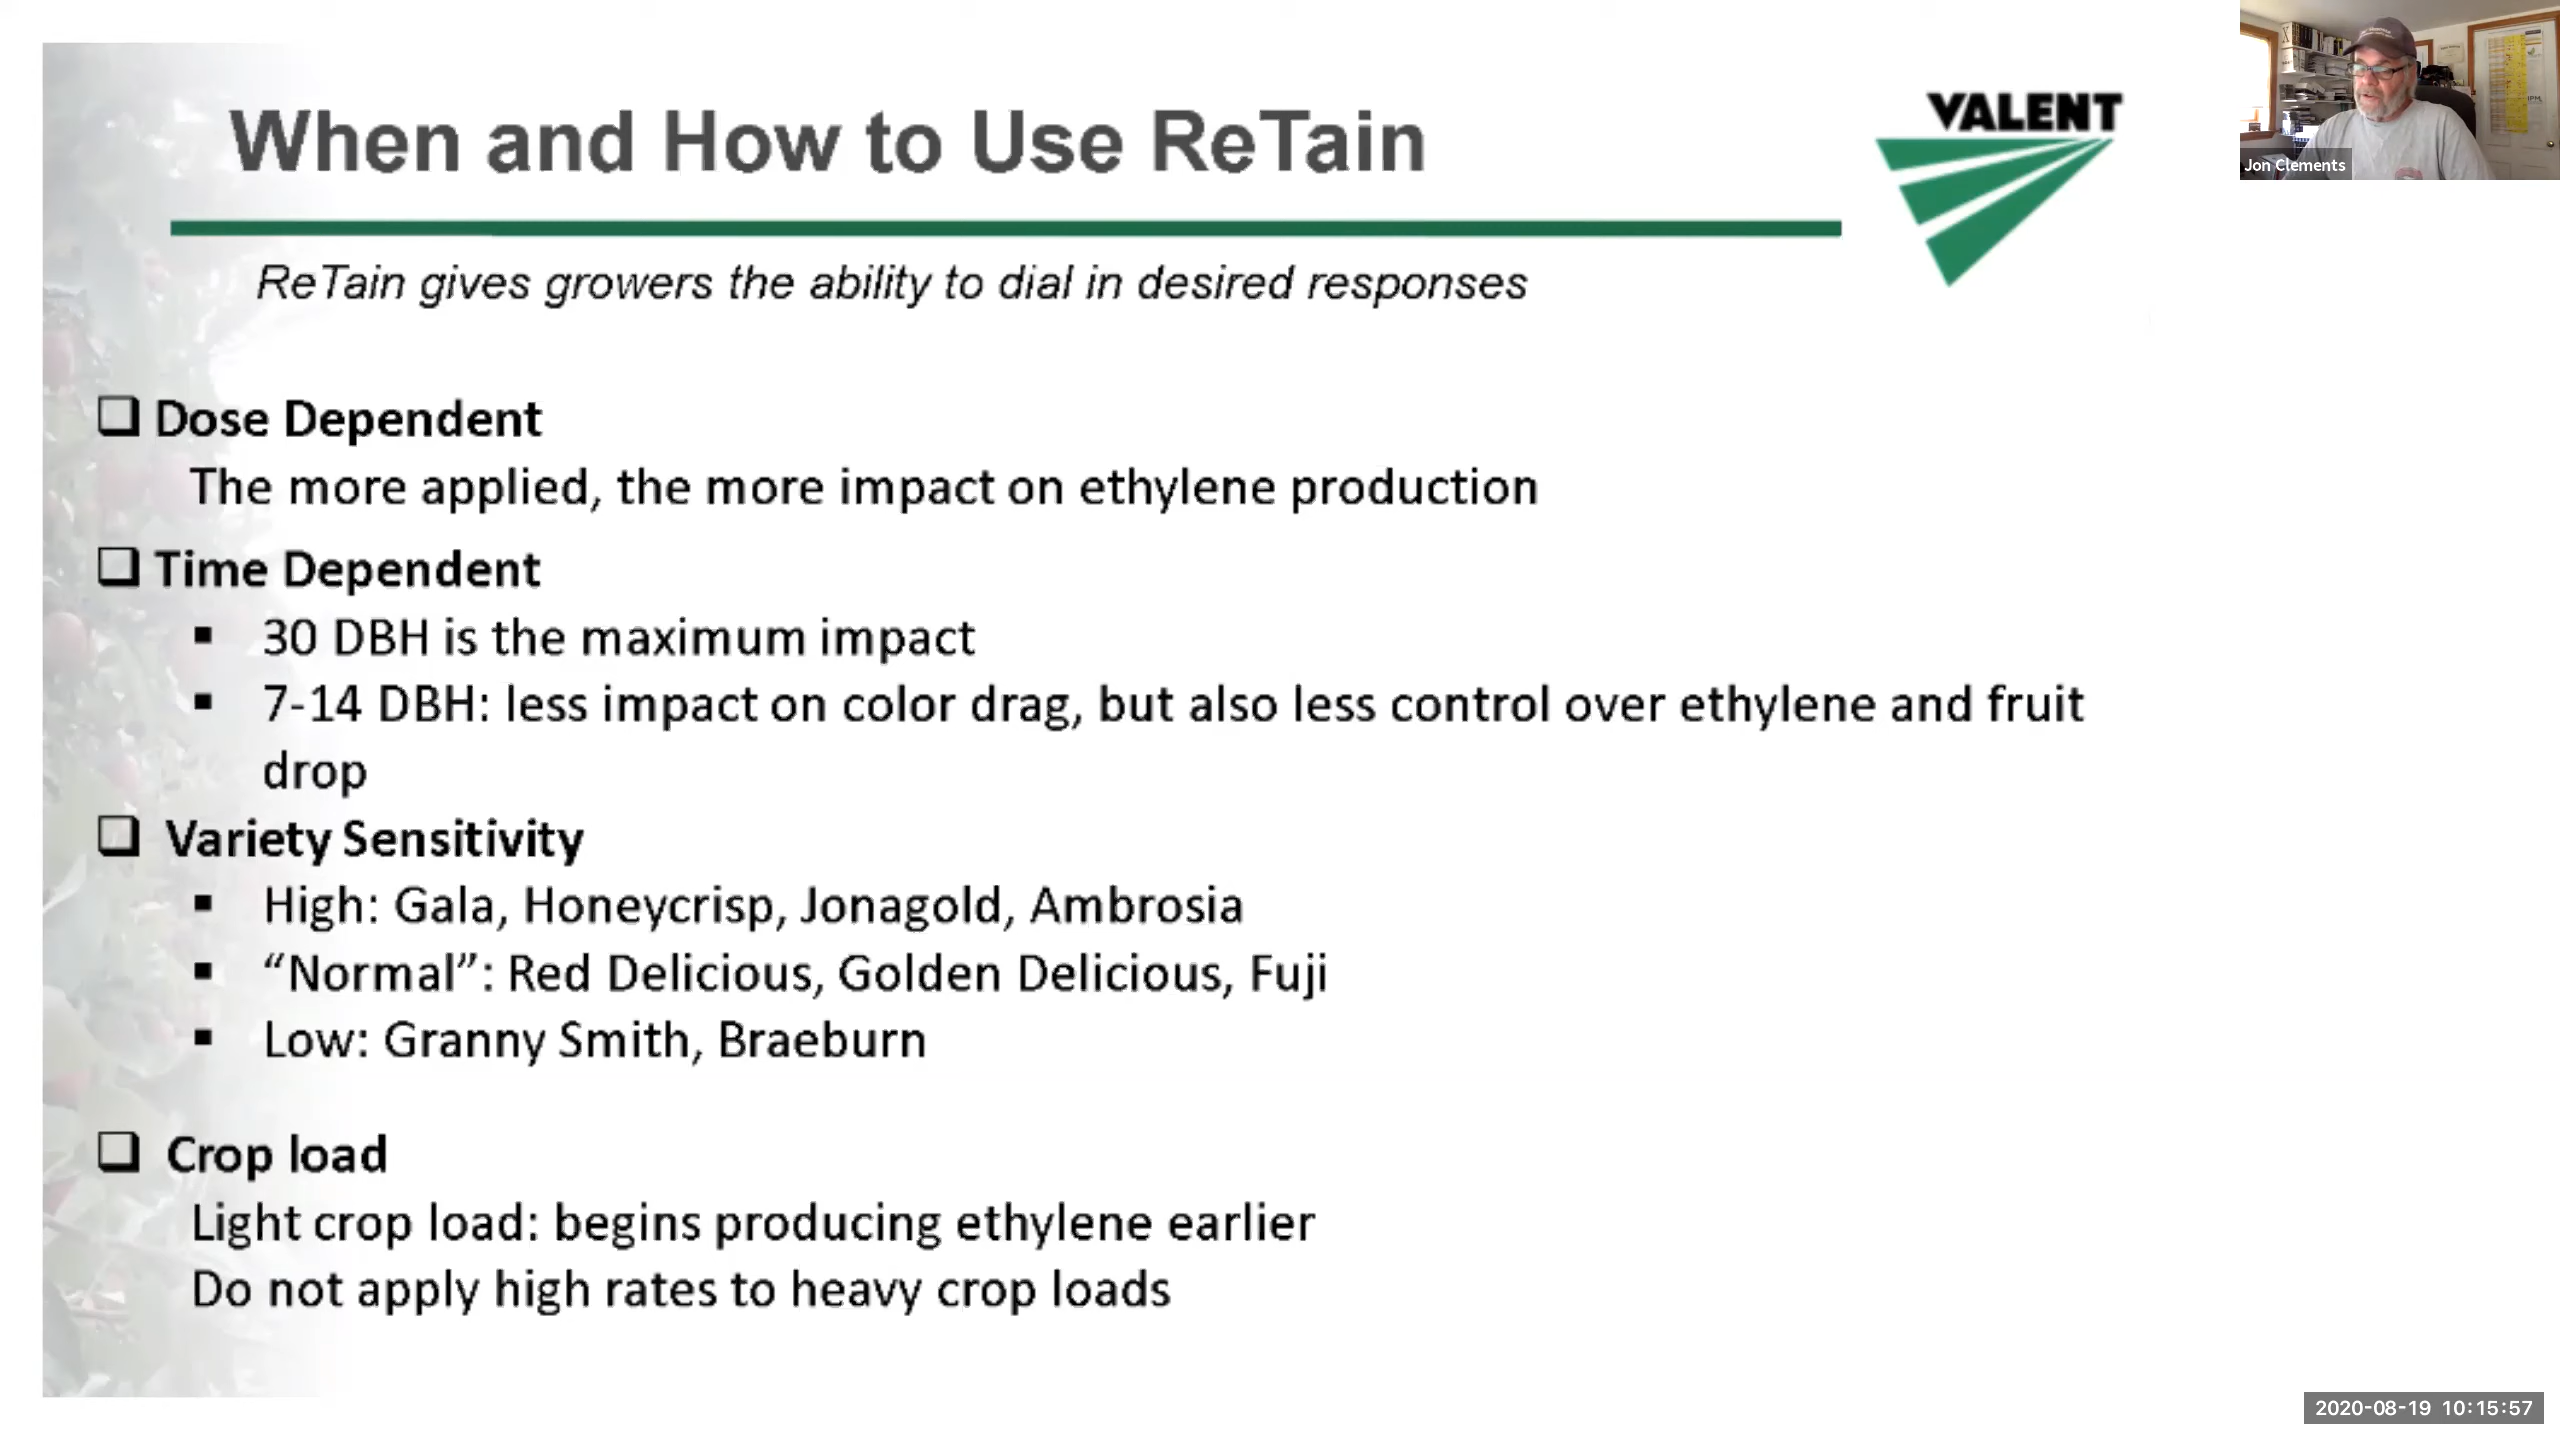 When and How to Use ReTain
VALENT
Jon Clements
ReTain gives growers the ability to dial in desired responses
Dose Dependent
The more applied, the more impact on ethylene production
Time Dependent
30 DBH is the maximum impact
7-14 DBH: less impact on color drag, but also less control over ethylene and fruit
drop
Variety Sensitivity
High: Gala, Honeycrisp, Jonagold, Ambrosia
“Normal”: Red Delicious, Golden Delicious, Fuji
Low: Granny Smith, Braeburn
Crop load
Light crop load: begins producing ethylene earlier
Do not apply high rates to heavy crop loads
2020-08-19 10:15:57